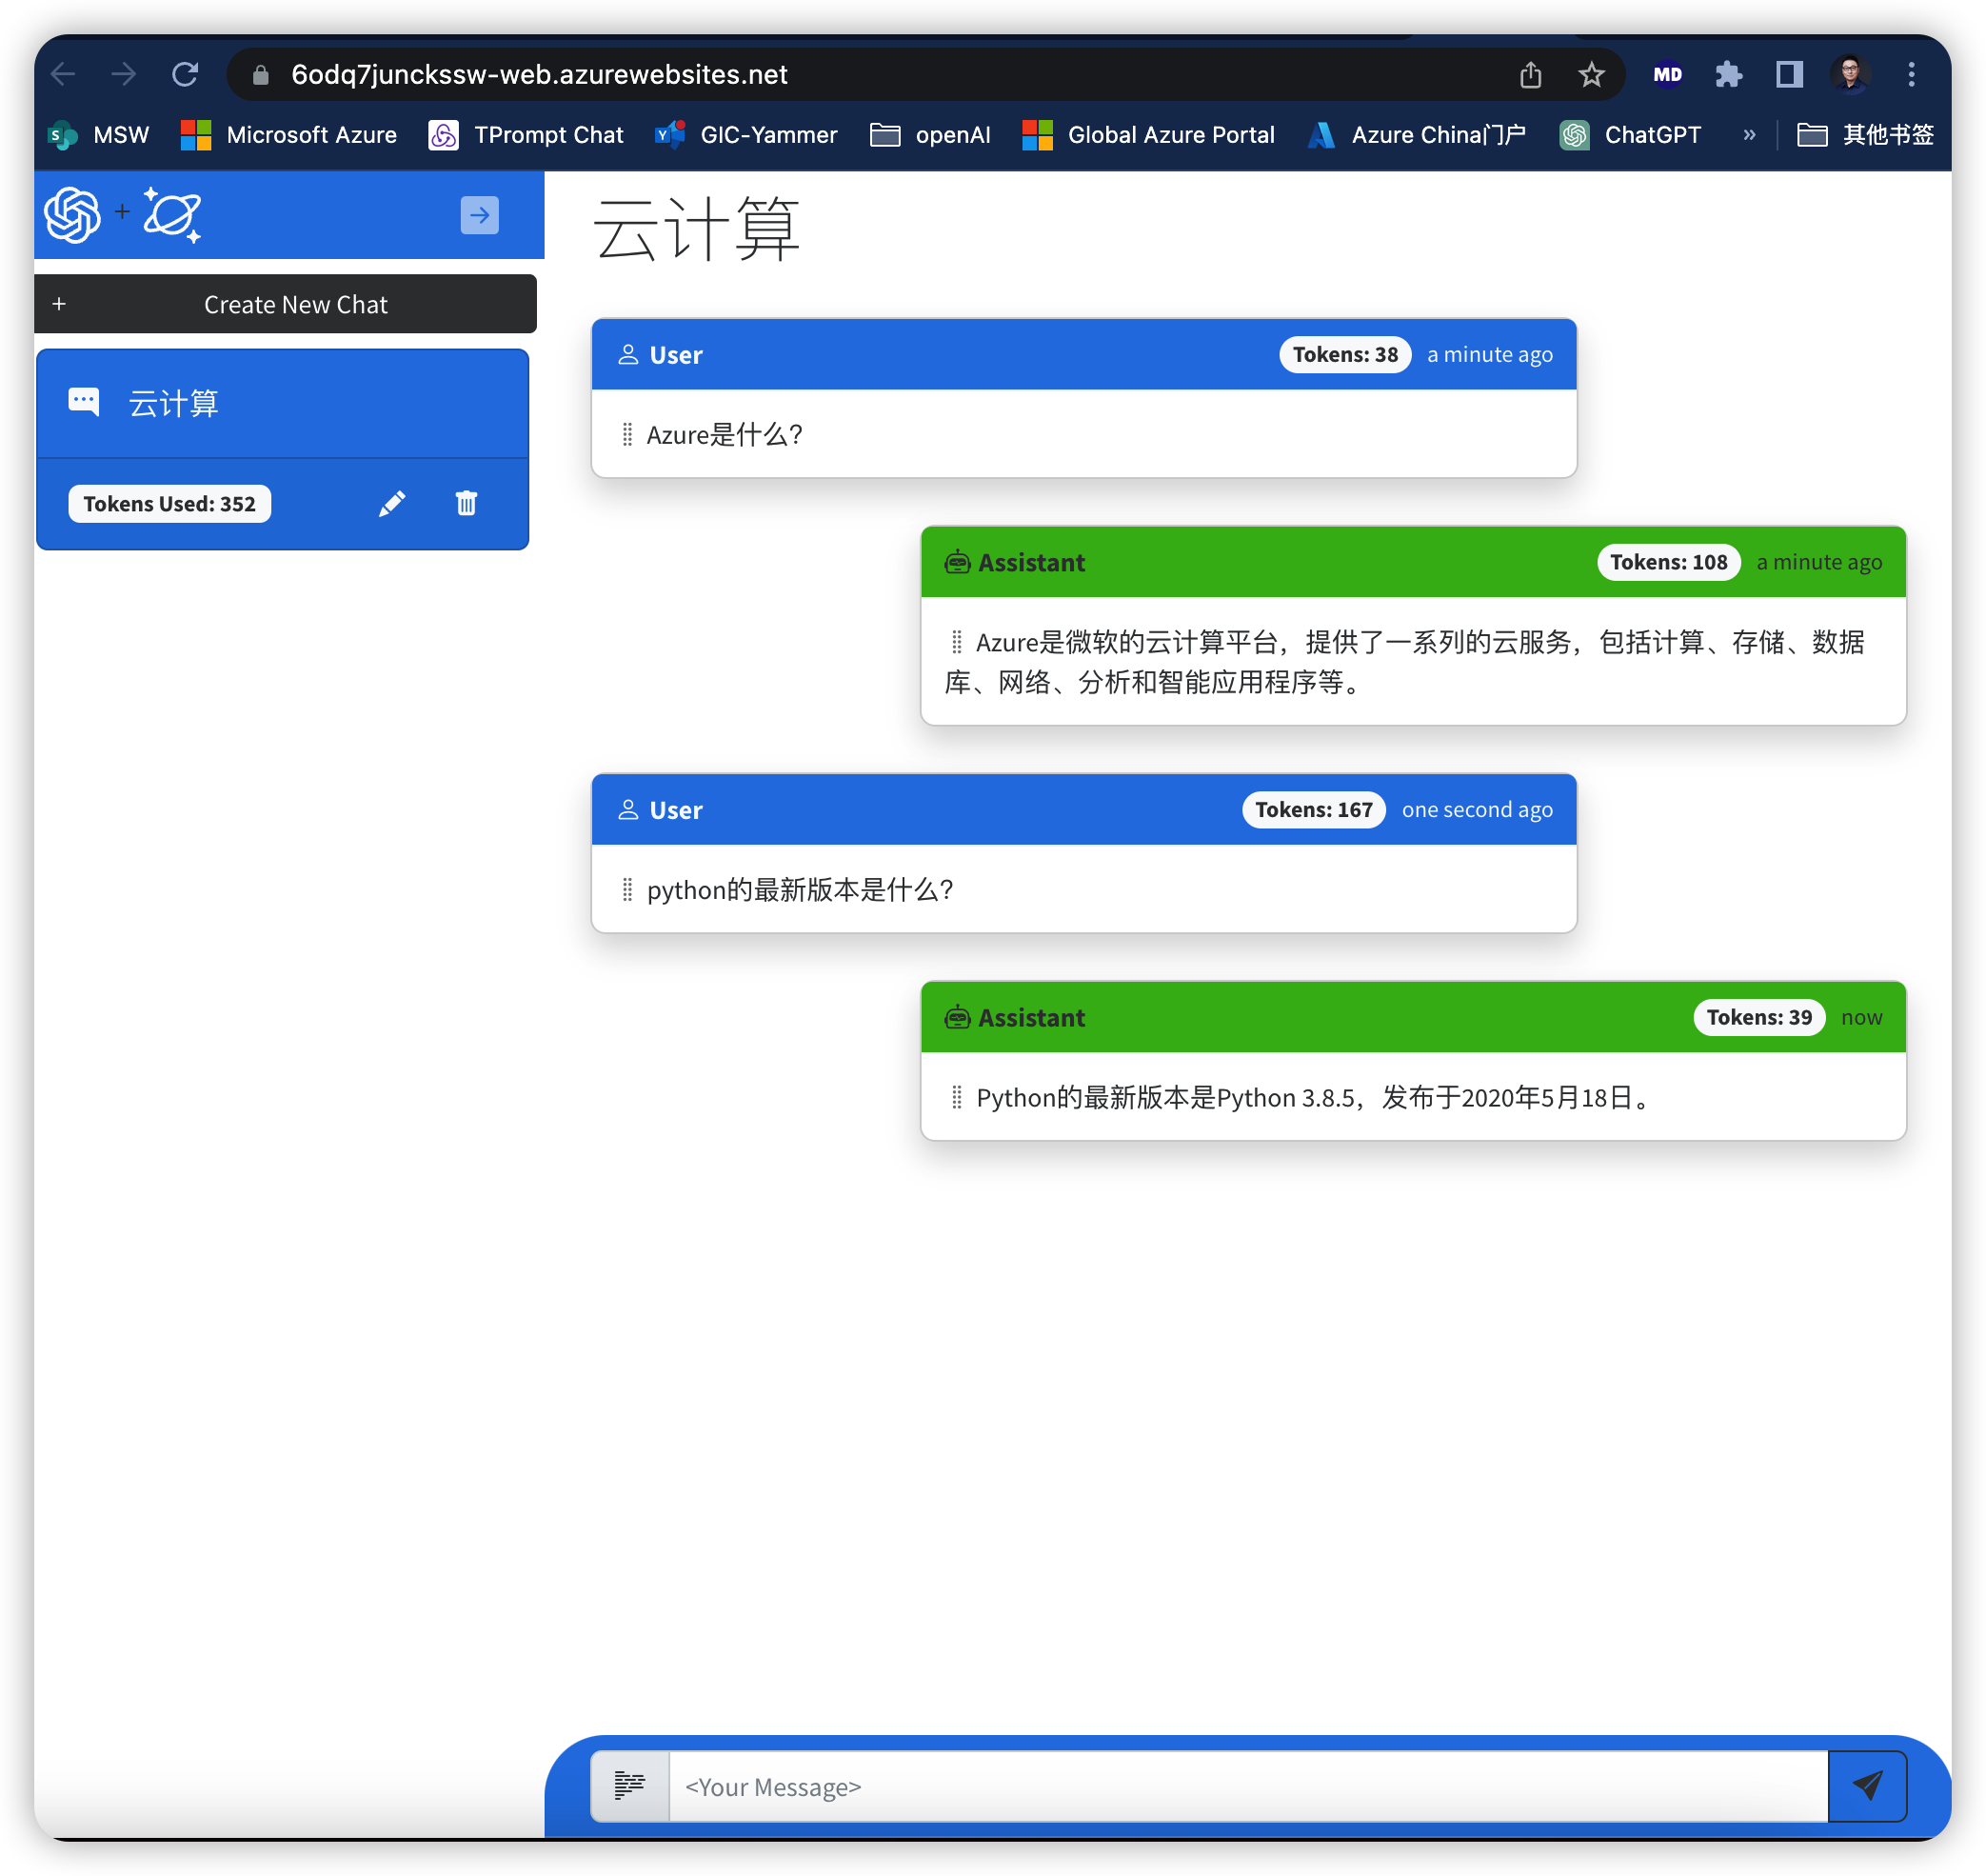 6odq7junckssw-web.azurewebsites.net
MD
MSW
Microsoft Azure
TPrompt Chat
GIC-Yammer
openAI
Global Azure Portal
Azure China门户
ChatGPT
»
其他书签
+
+ Create New Chat
云计算
Tokens Used: 352
云计算
User Tokens: 38 a minute ago
Azure是什么?
Assistant Tokens: 108 a minute ago
Azure是微软的云计算平台，提供了一系列的云服务，包括计算、存储、数据
库、网络、分析和智能应用程序等。
User Tokens: 167 one second ago
python的最新版本是什么?
Assistant Tokens: 39 now
Python的最新版本是Python 3.8.5，发布于2020年5月18日。
<Your Message>